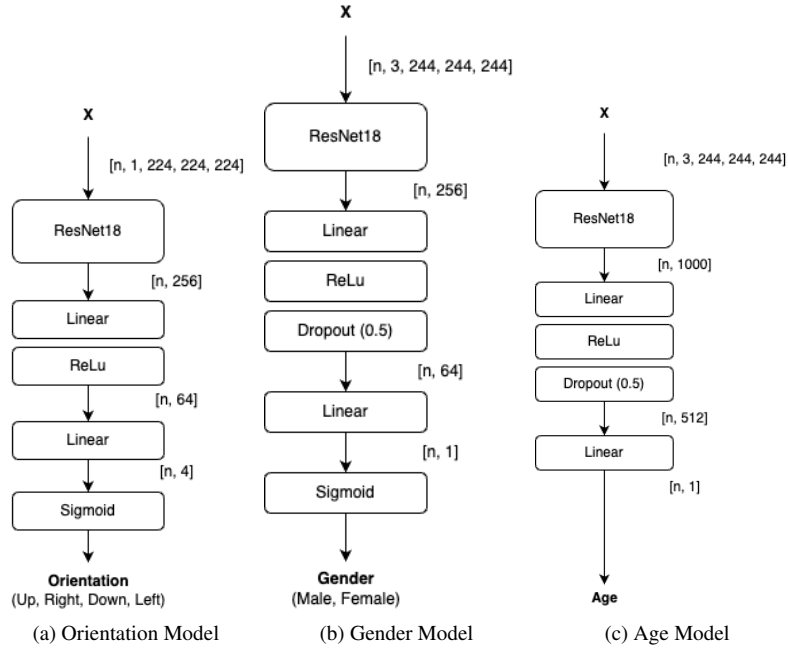 X
[n, 1, 224, 224, 224]
ResNet18
[n, 256]
Linear
ReLu
[n, 64]
Linear
[n, 4]
Sigmoid
Orientation
(Up, Right, Down, Left)
(a) Orientation Model
X
[n, 3, 244, 244, 244]
ResNet18
[n, 256]
Linear
ReLu
Dropout (0.5)
[n, 64]
Linear
[n, 1]
Sigmoid
Gender
(Male, Female)
(b) Gender Model
X
[n, 3, 244, 244, 244]
ResNet18
[n, 1000]
Linear
ReLu
Dropout (0.5)
[n, 512]
Linear
[n, 1]
Age
(c) Age Model